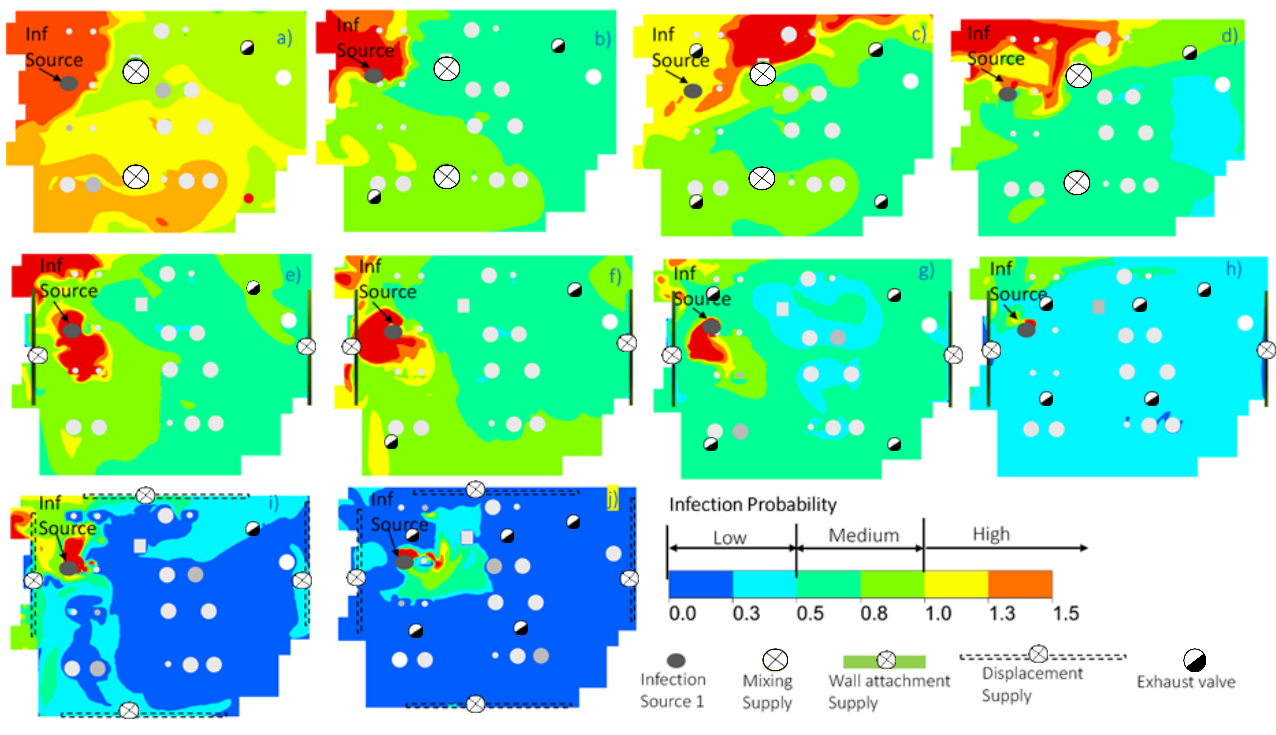 Inf
Source
a)
Inf
Source
b)
Inf
Source
c)
Inf
Source
d)
Inf
Source
e)
Inf
Source
f)
Inf
Source
g)
Inf
Source
h)
Inf
Source
i)
Inf
Source
j)
Infection Probability
Low Medium High
0.0 0.3 0.5 0.8 1.0 1.3 1.5
Infection
Source 1
Mixing
Supply
Wall attachment
Supply
Displacement
Supply
Exhaust valve